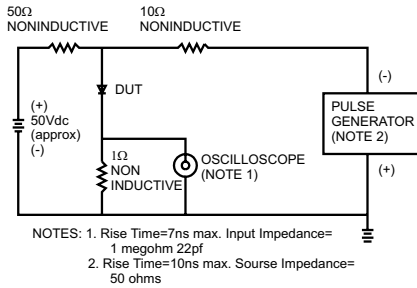 50Ω
NONINDUCTIVE
10Ω
NONINDUCTIVE
DUT
(+)
50Vdc
(approx)
(-)
1Ω
NON
INDUCTIVE
OSCILLOSCOPE
(NOTE 1)
(-)
PULSE
GENERATOR
(NOTE 2)
(+)
NOTES: 1. Rise Time=7ns max. Input Impedance=
1 megohm 22pf
2. Rise Time=10ns max. Sourse Impedance=
50 ohms